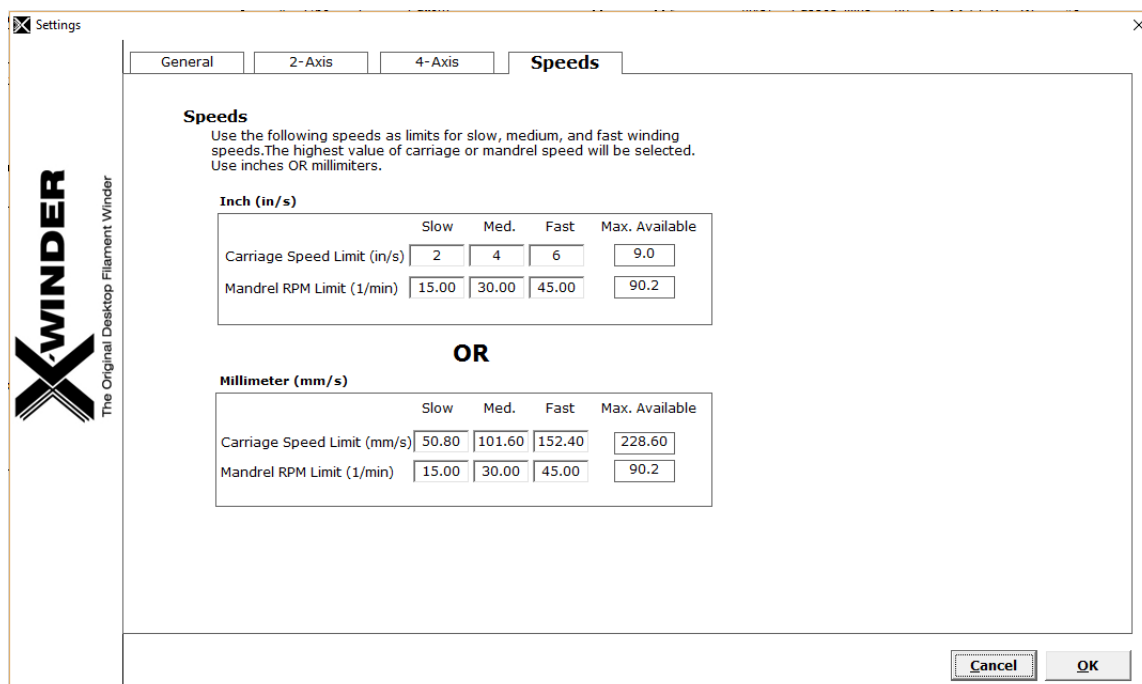 Settings
General 2-Axis 4-Axis Speeds
Speeds
Use the following speeds as limits for slow, medium, and fast winding
speeds.The highest value of carriage or mandrel speed will be selected.
Use inches OR millimiters.
Inch (in/s)
Slow Med. Fast Max. Available
Carriage Speed Limit (in/s) 2 4 6 9.0
Mandrel RPM Limit (1/min) 15.00 30.00 45.00 90.2
OR
Millimeter (mm/s)
Slow Med. Fast Max. Available
Carriage Speed Limit (mm/s) 50.80 101.60 152.40 228.60
Mandrel RPM Limit (1/min) 15.00 30.00 45.00 90.2
X-WINDER
The Original Desktop Filament Winder
Cancel OK